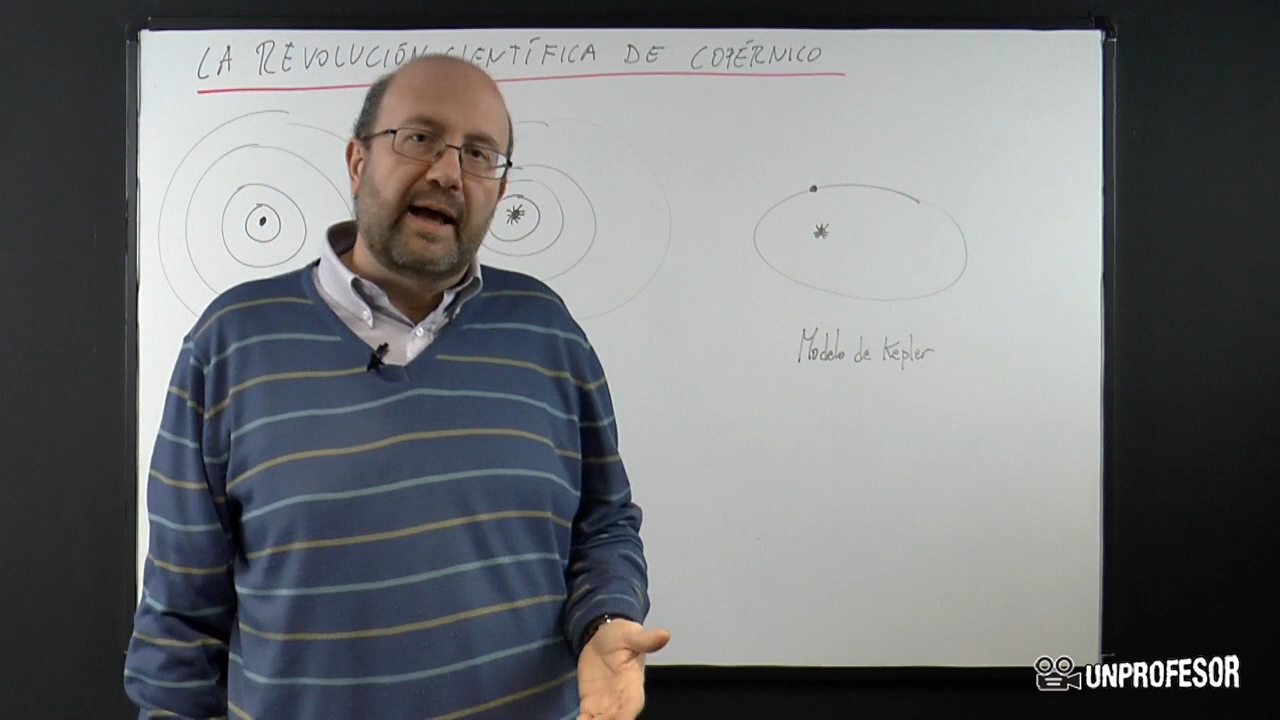 LA REVOLUCIÓN CIENTÍFICA DE COPÉRNICO
Modelo de Kepler
UNPROFESOR